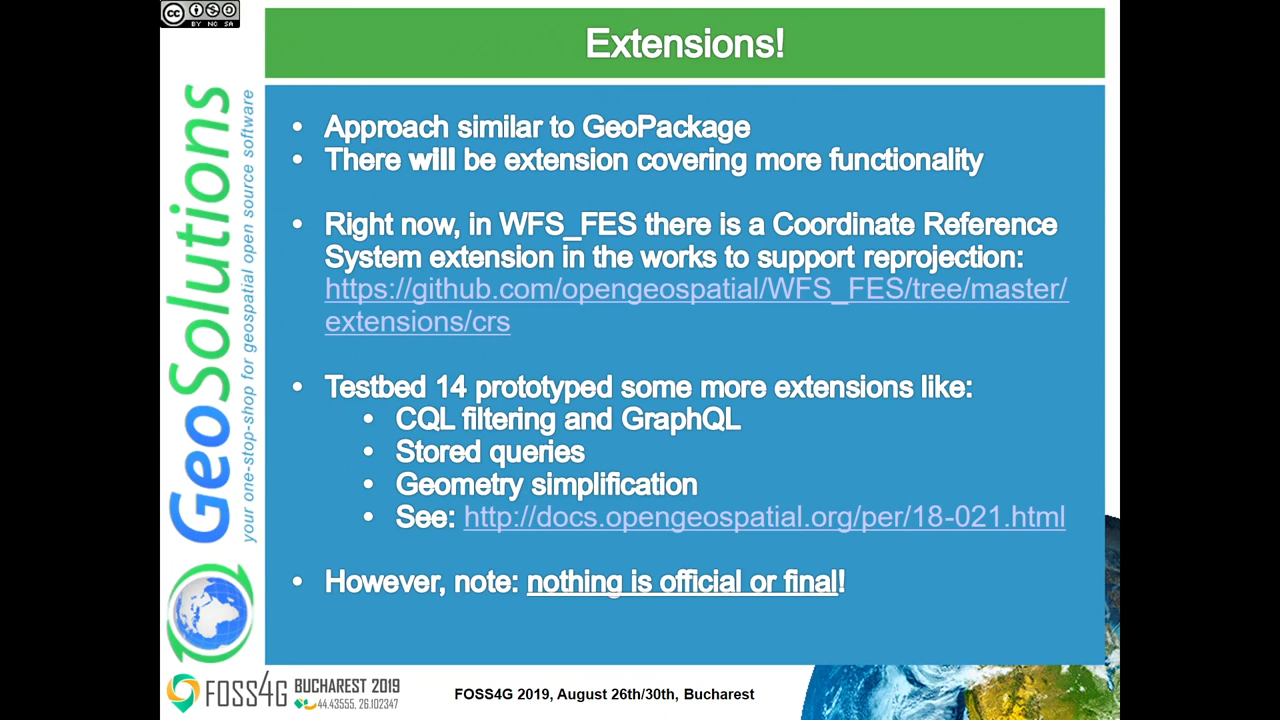 BY NC SA
Extensions!
• Approach similar to GeoPackage
• There will be extension covering more functionality
• Right now, in WFS_FES there is a Coordinate Reference
System extension in the works to support reprojection:
https://github.com/opengeospatial/WFS_FES/tree/master/
extensions/crs
• Testbed 14 prototyped some more extensions like:
• CQL filtering and GraphQL
• Stored queries
• Geometry simplification
• See: http://docs.opengeospatial.org/per/18-021.html
• However, note: nothing is official or final!
GeoSolutions
your one-stop-shop for geospatial open source software
FOSS4G BUCHAREST 2019
44.43555, 26.102347
FOSS4G 2019, August 26th/30th, Bucharest